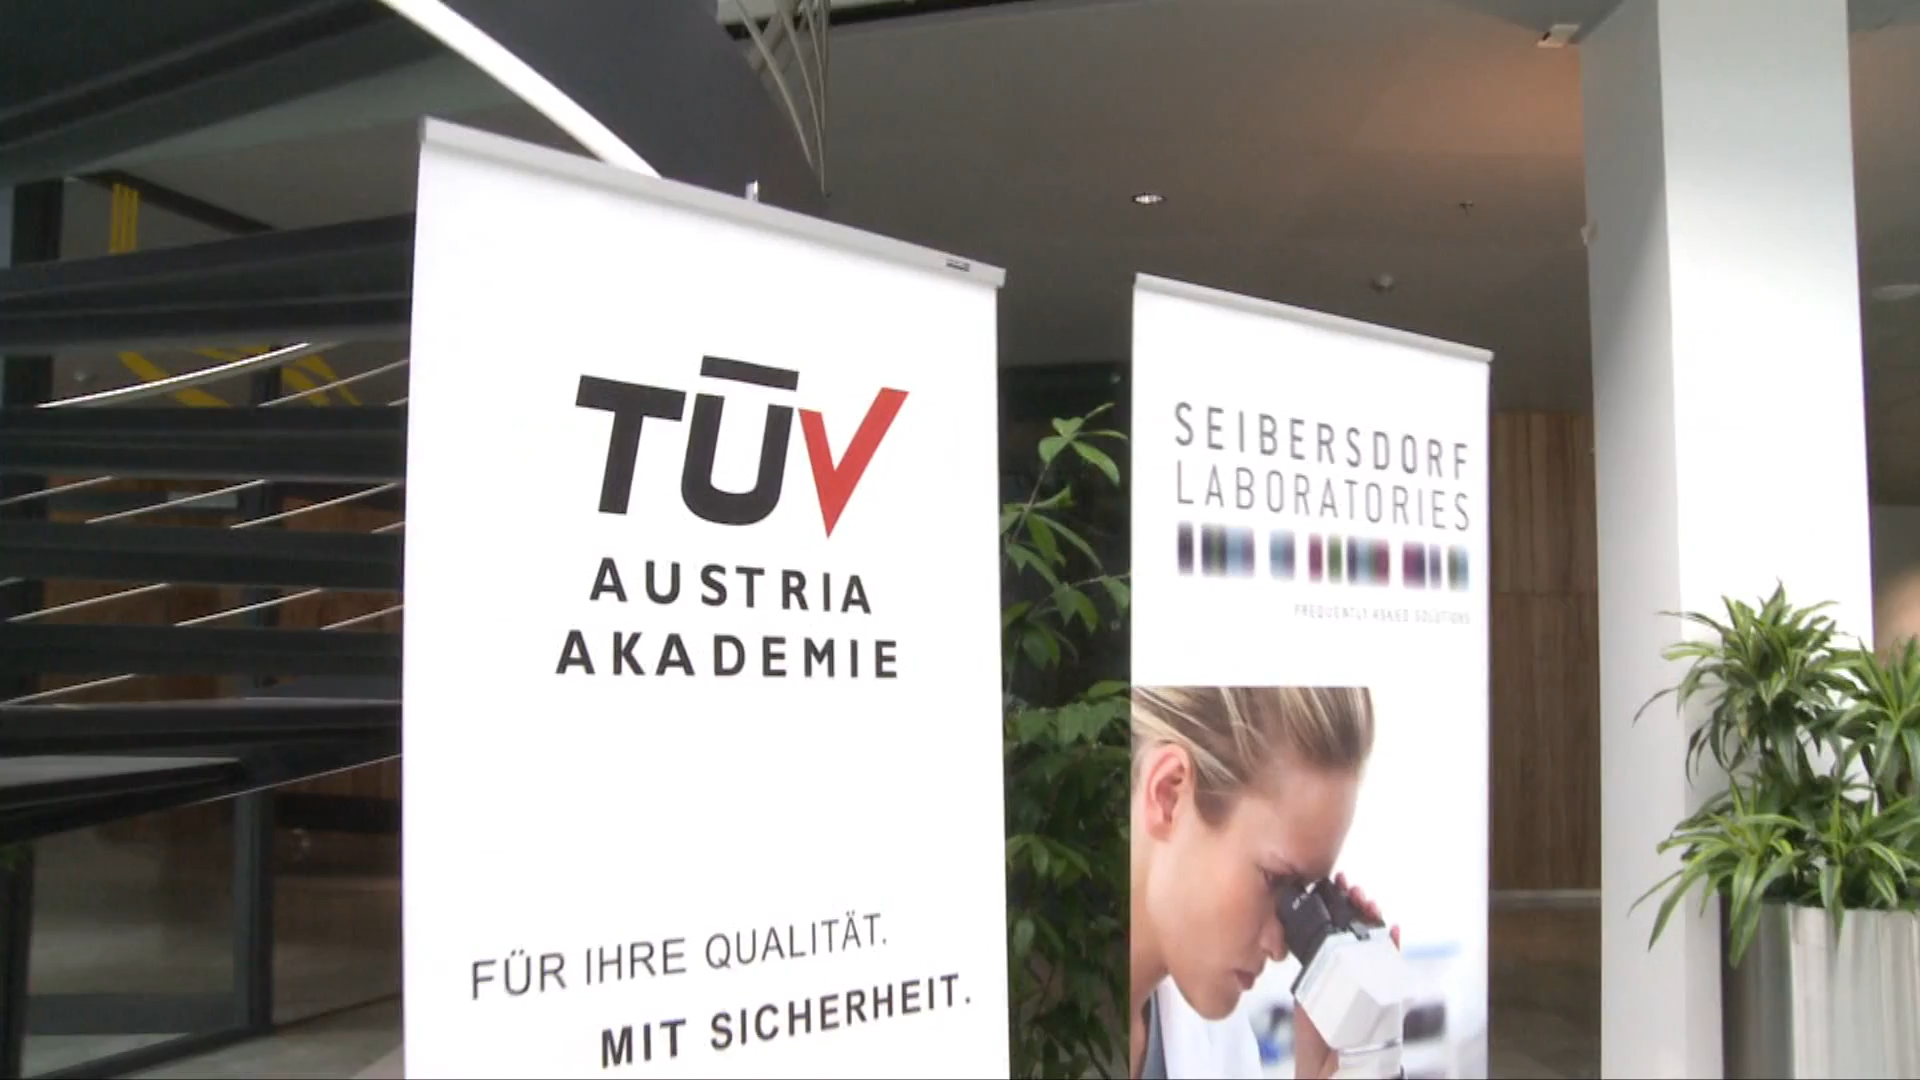 TÜV
AUSTRIA
AKADEMIE
FÜR IHRE QUALITÄT.
MIT SICHERHEIT.
SEIBERSDORF
LABORATORIES
FREQUENTLY ASKED SOLUTIONS